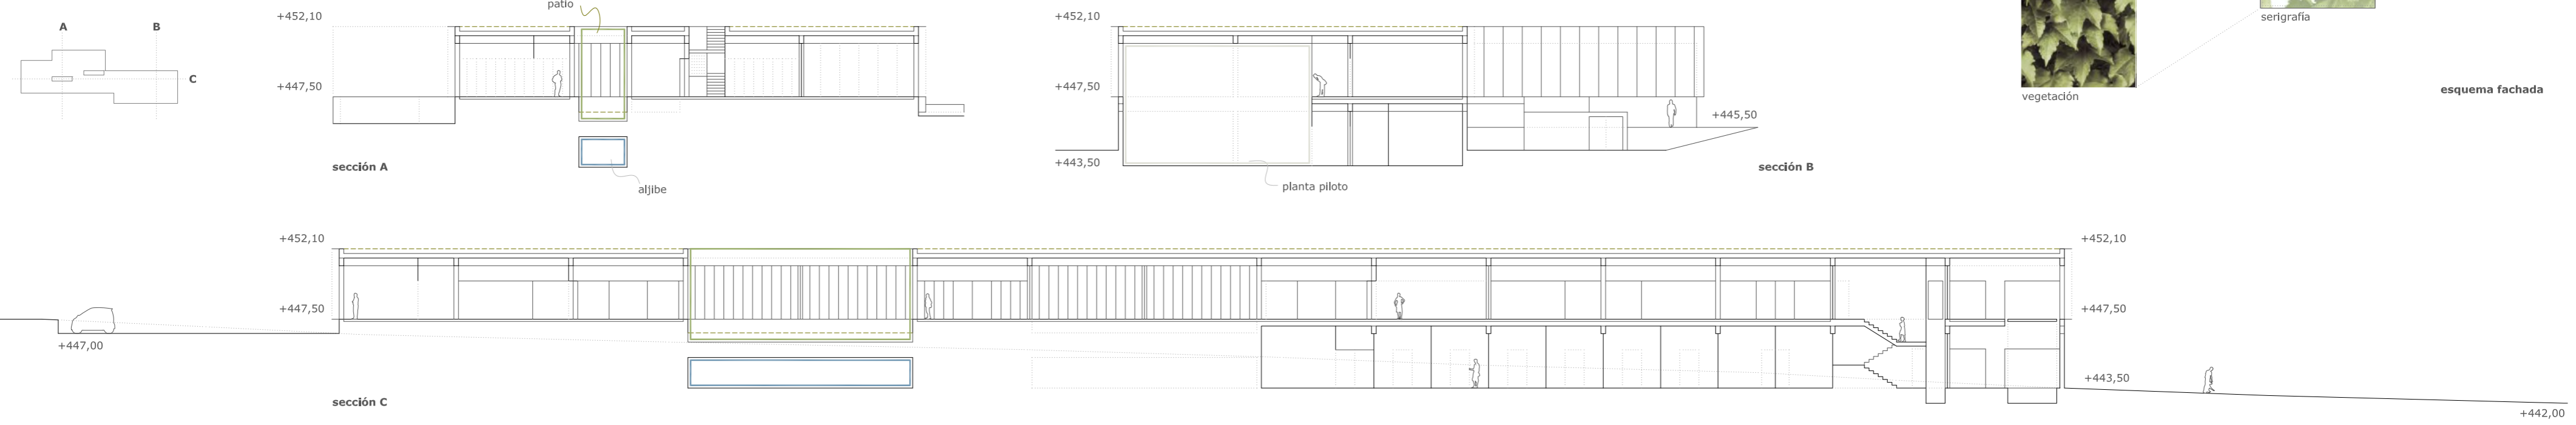 patio
A
B
C
+452,10
+447,50
sección A
aljibe
+452,10
+447,50
+443,50
+445,50
planta piloto
sección B
vegetación
serigrafía
esquema fachada
+452,10
+447,50
+447,00
sección C
+452,10
+447,50
+443,50
+442,00